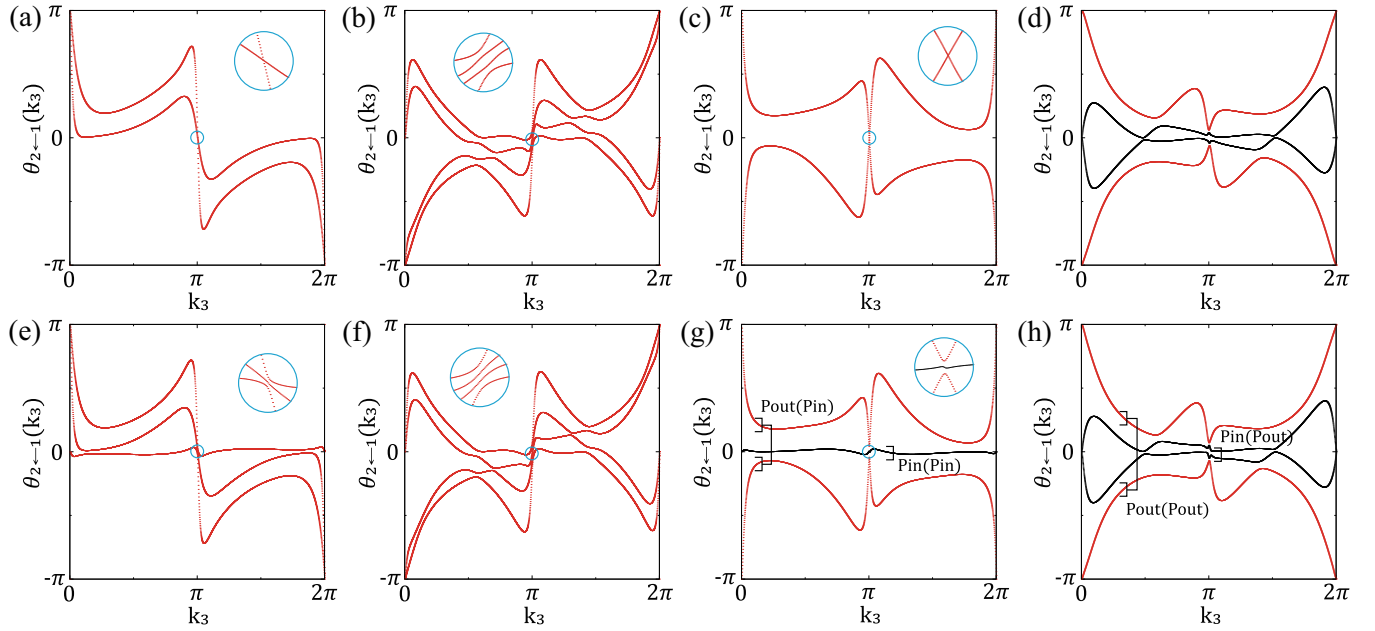 (a)
π
θ₂←₁(k₃)
0
-π
0
π
2π
k₃
(b)
π
θ₂←₁(k₃)
0
-π
0
π
2π
k₃
(c)
π
θ₂←₁(k₃)
0
-π
0
π
2π
k₃
(d)
π
θ₂←₁(k₃)
0
-π
0
π
2π
k₃
(e)
π
θ₂←₁(k₃)
0
-π
0
π
2π
k₃
(f)
π
θ₂←₁(k₃)
0
-π
0
π
2π
k₃
(g)
π
θ₂←₁(k₃)
0
-π
Pout(Pin)
Pin(Pin)
0
π
2π
k₃
(h)
π
θ₂←₁(k₃)
0
-π
Pin(Pout)
Pout(Pout)
0
π
2π
k₃